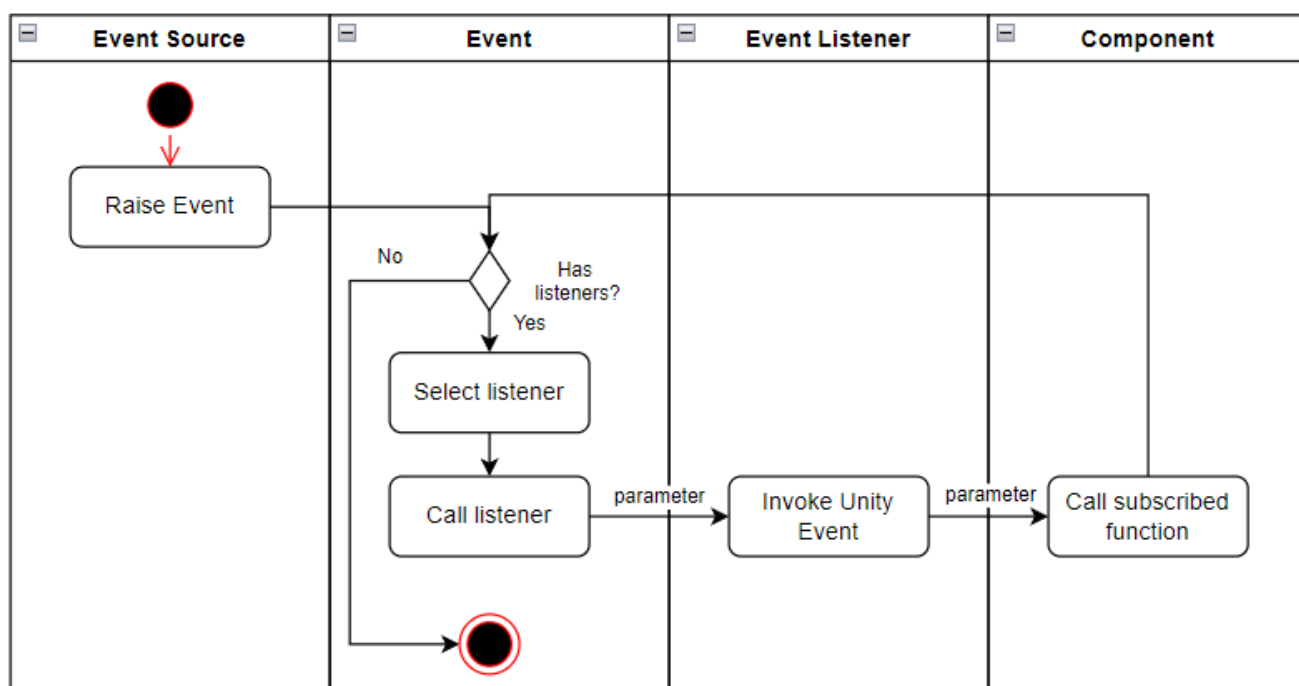 Event Source
Event
Event Listener
Component
Raise Event
No
Has
listeners?
Yes
Select listener
Call listener
parameter
Invoke Unity
Event
parameter
Call subscribed
function